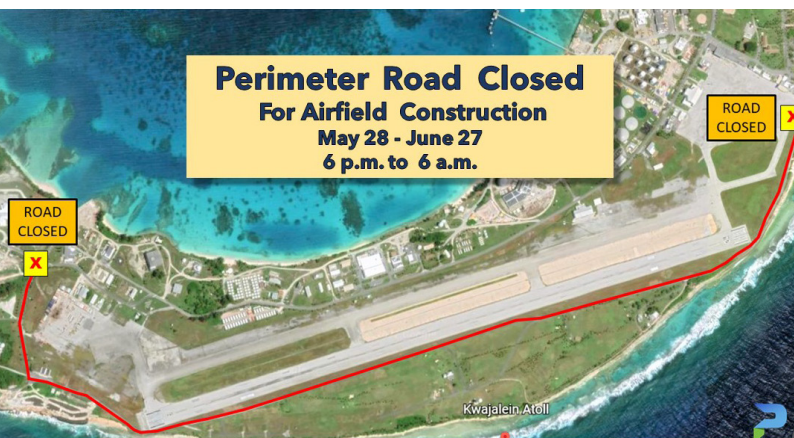 Perimeter Road Closed
For Airfield Construction
May 28 - June 27
6 p.m. to 6 a.m.
ROAD
CLOSED
X
ROAD
CLOSED
X
Kwajalein Atoll